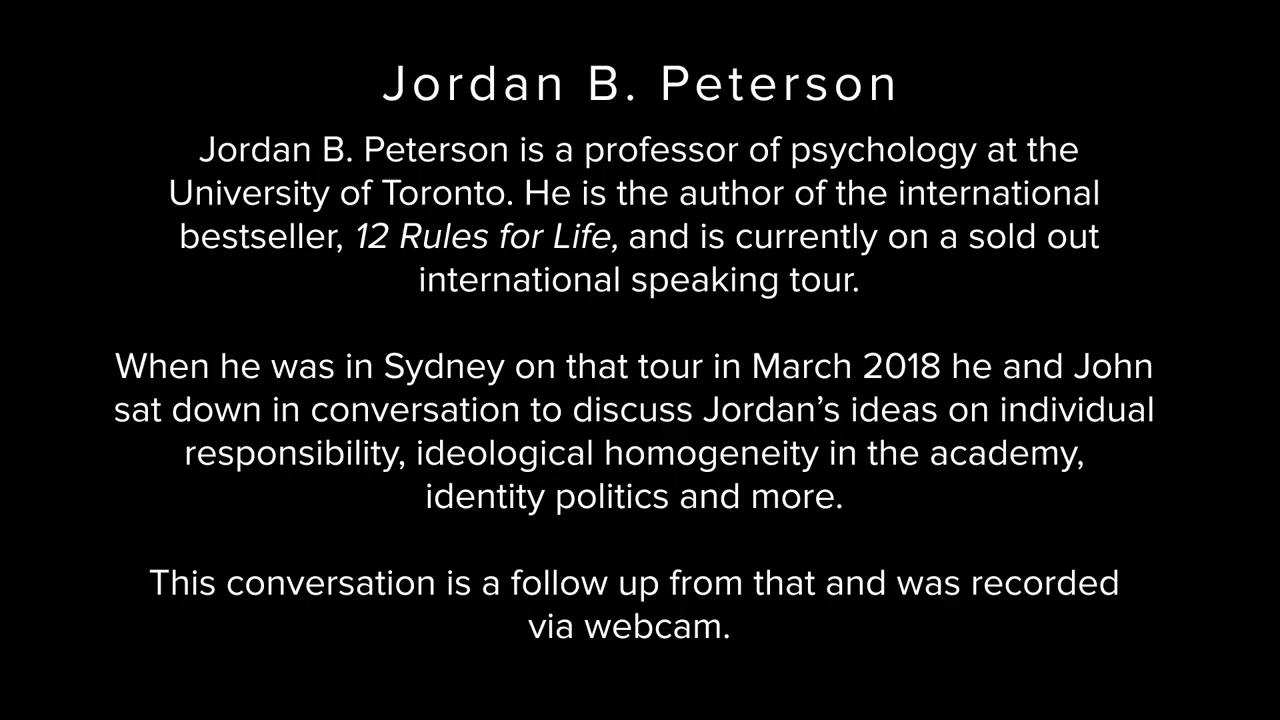 Jordan B. Peterson
Jordan B. Peterson is a professor of psychology at the
University of Toronto. He is the author of the international
bestseller, 12 Rules for Life, and is currently on a sold out
international speaking tour.
When he was in Sydney on that tour in March 2018 he and John
sat down in conversation to discuss Jordan’s ideas on individual
responsibility, ideological homogeneity in the academy,
identity politics and more.
This conversation is a follow up from that and was recorded
via webcam.